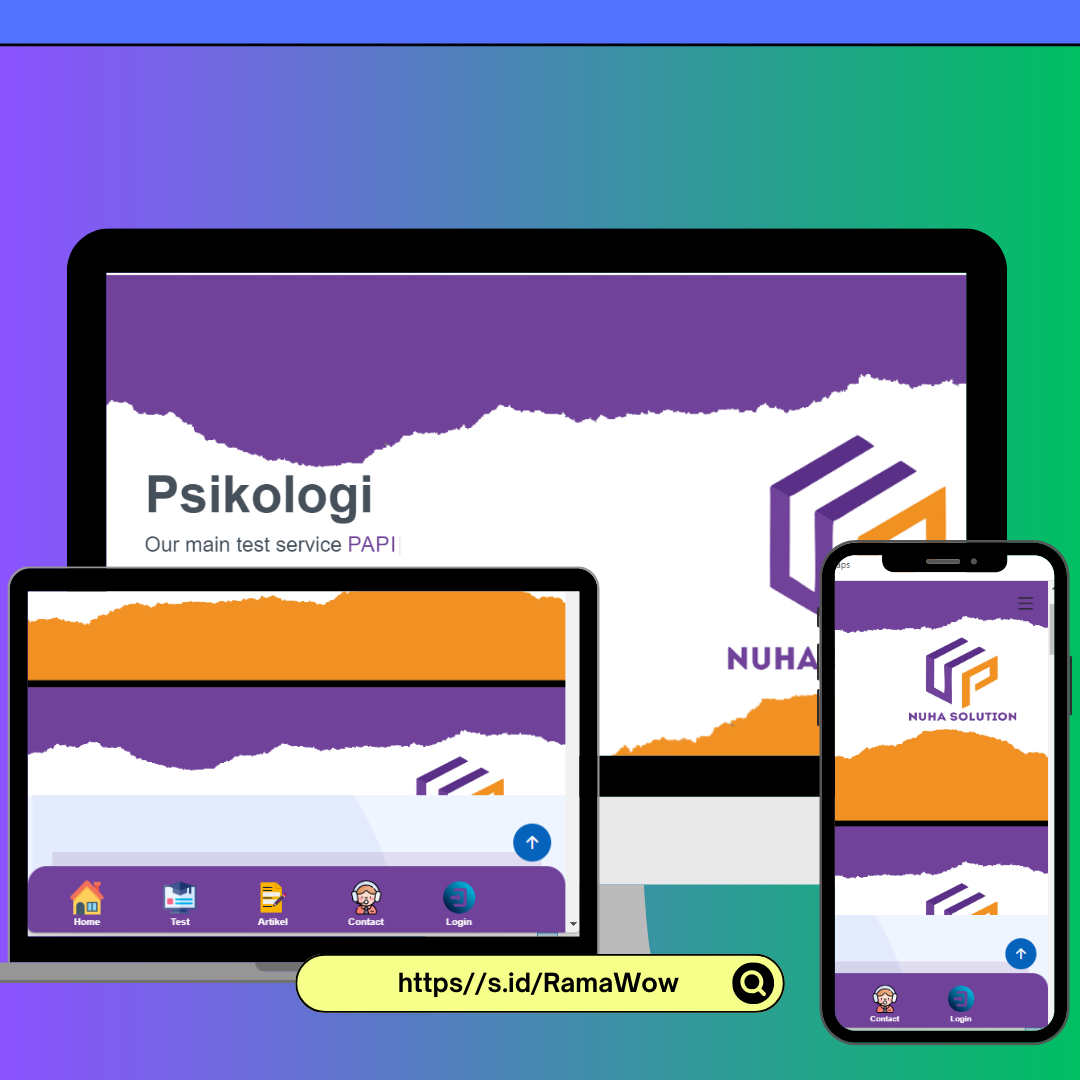 Psikologi
Our main test service PAPI
NUHA
Home
Test
Artikel
Contact
Login
NUHA SOLUTION
Contact
Login
https//s.id/RamaWow